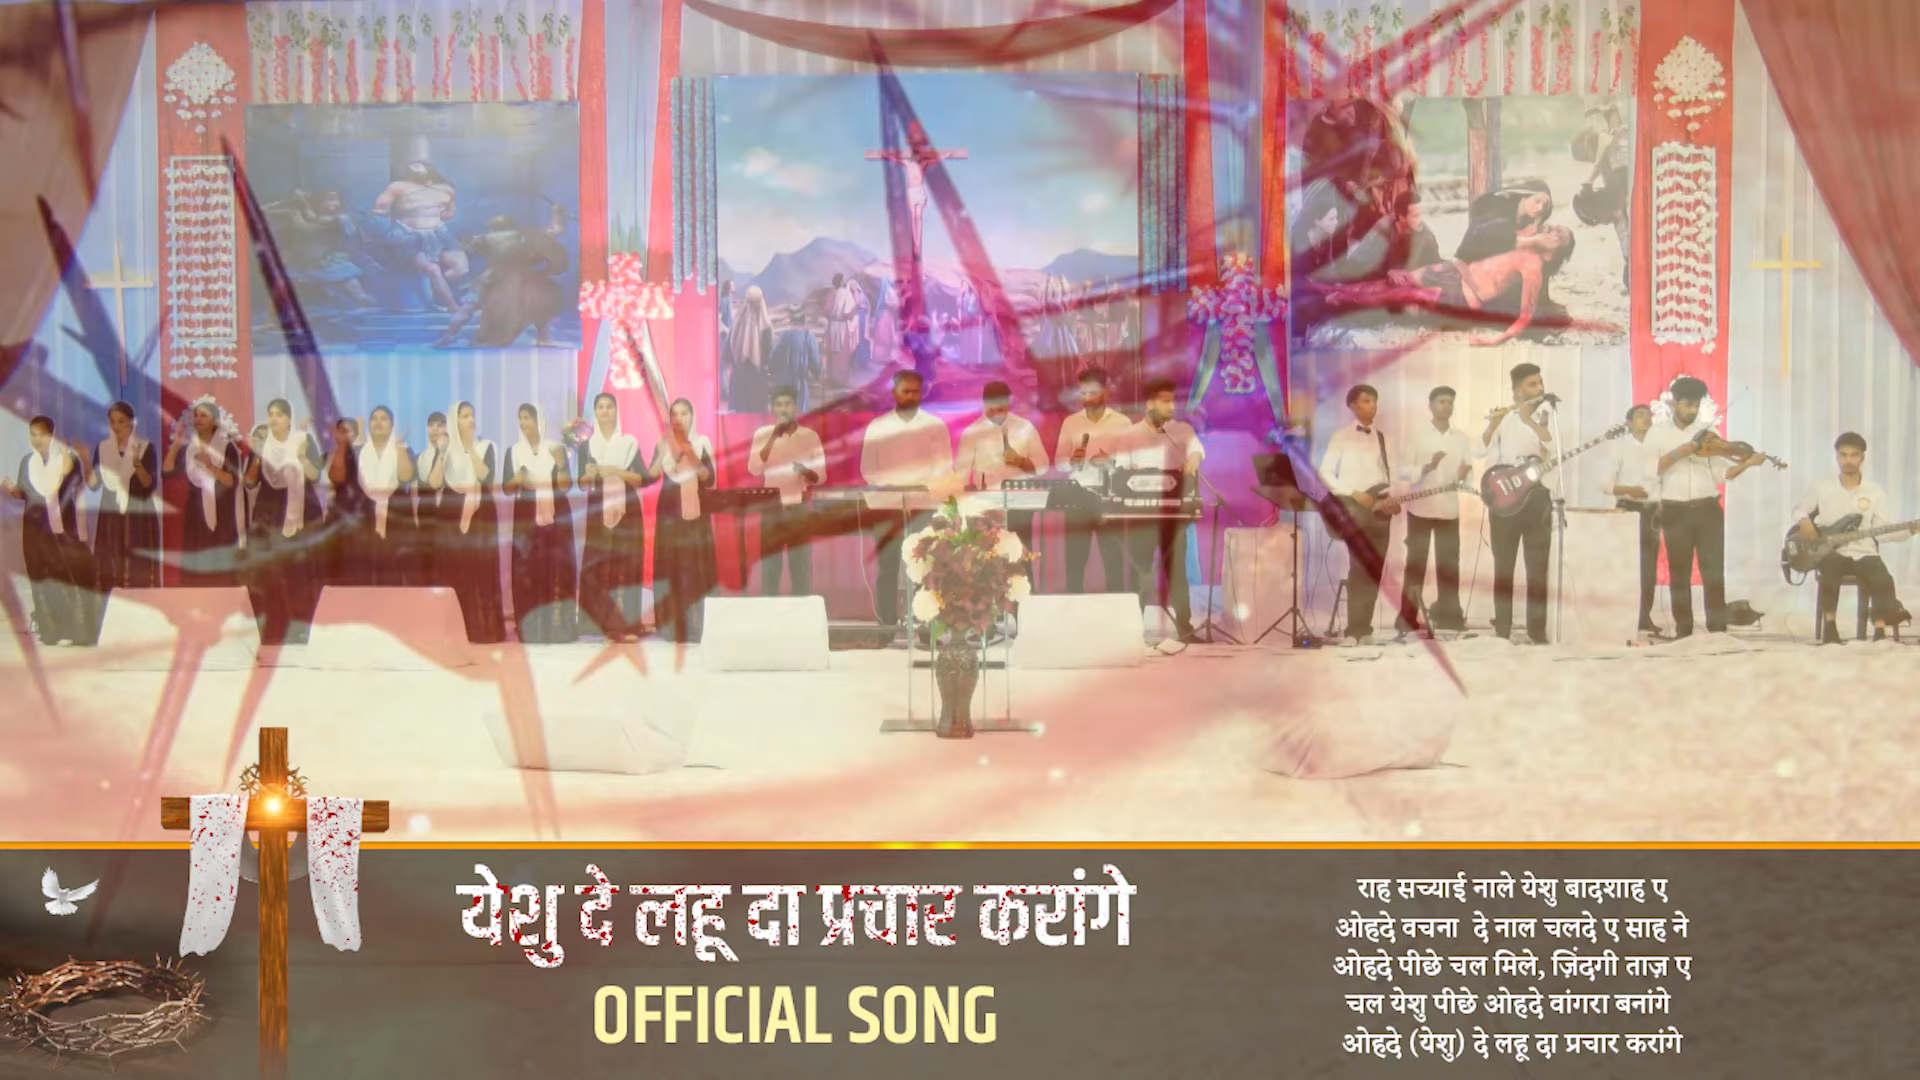 येशु दे लहू दा प्रचार करांगे
OFFICIAL SONG
राह सच्याई नाले येशु बादशाह ए
ओहदे वचना दे नाल चलदे ए साह ने
ओहदे पीछे चल मिले, ज़िंदगी ताज़ ए
चल येशु पीछे ओहदे वांगरा बनांगे
ओहदे (येशु) दे लहू दा प्रचार करांगे